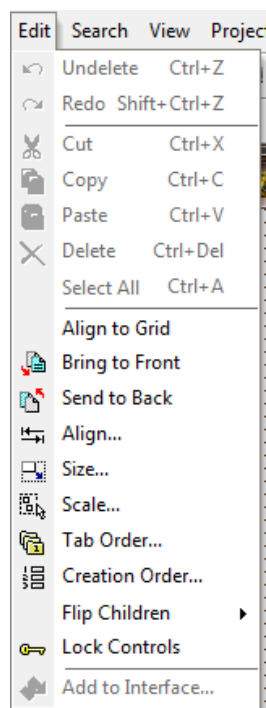 Edit Search View Projec
Undelete Ctrl+Z
Redo Shift+Ctrl+Z
Cut Ctrl+X
Copy Ctrl+C
Paste Ctrl+V
Delete Ctrl+Del
Select All Ctrl+A
Align to Grid
Bring to Front
Send to Back
Align...
Size...
Scale...
Tab Order...
Creation Order...
Flip Children
Lock Controls
Add to Interface...